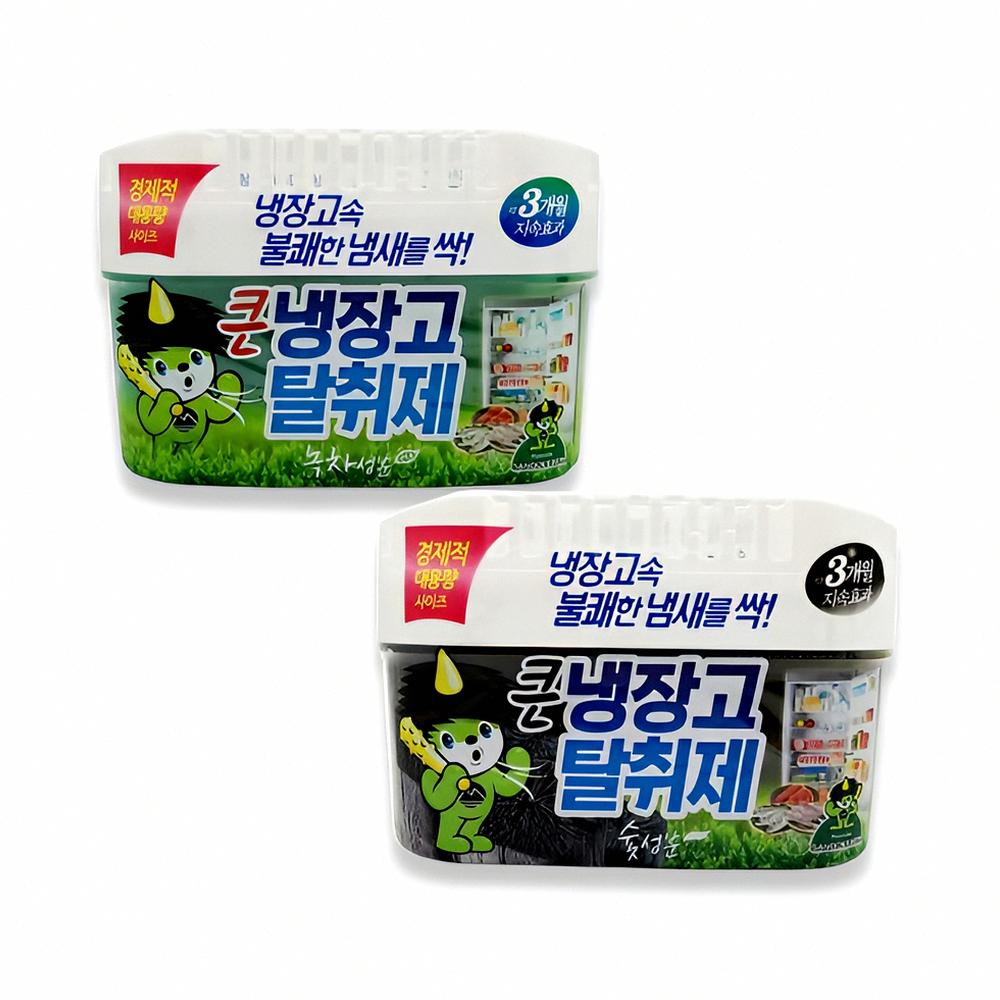 경제적
대용량
사이즈
냉장고속
불쾌한 냄새를 싹!
3개월
지속효과
큰 냉장고
탈취제
녹차성분
경제적
대용량
사이즈
냉장고속
불쾌한 냄새를 싹!
3개월
지속효과
큰 냉장고
탈취제
숯성분